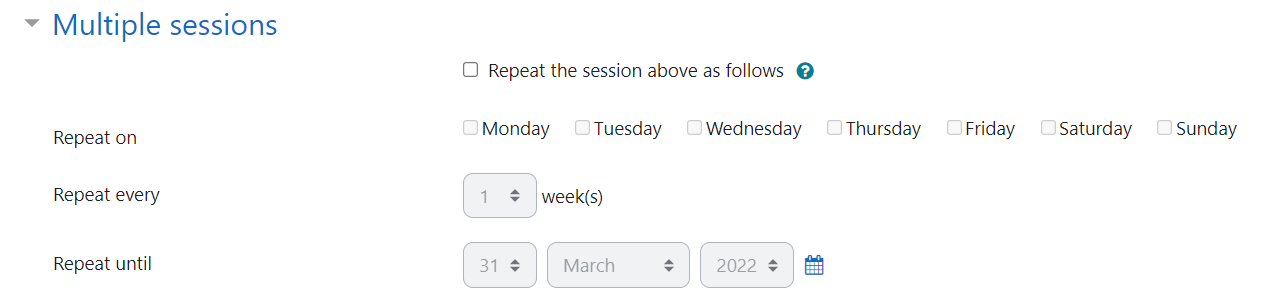 Multiple sessions
Repeat the session above as follows ?
Repeat on Monday Tuesday Wednesday Thursday Friday Saturday Sunday
Repeat every 1 week(s)
Repeat until 31 March 2022